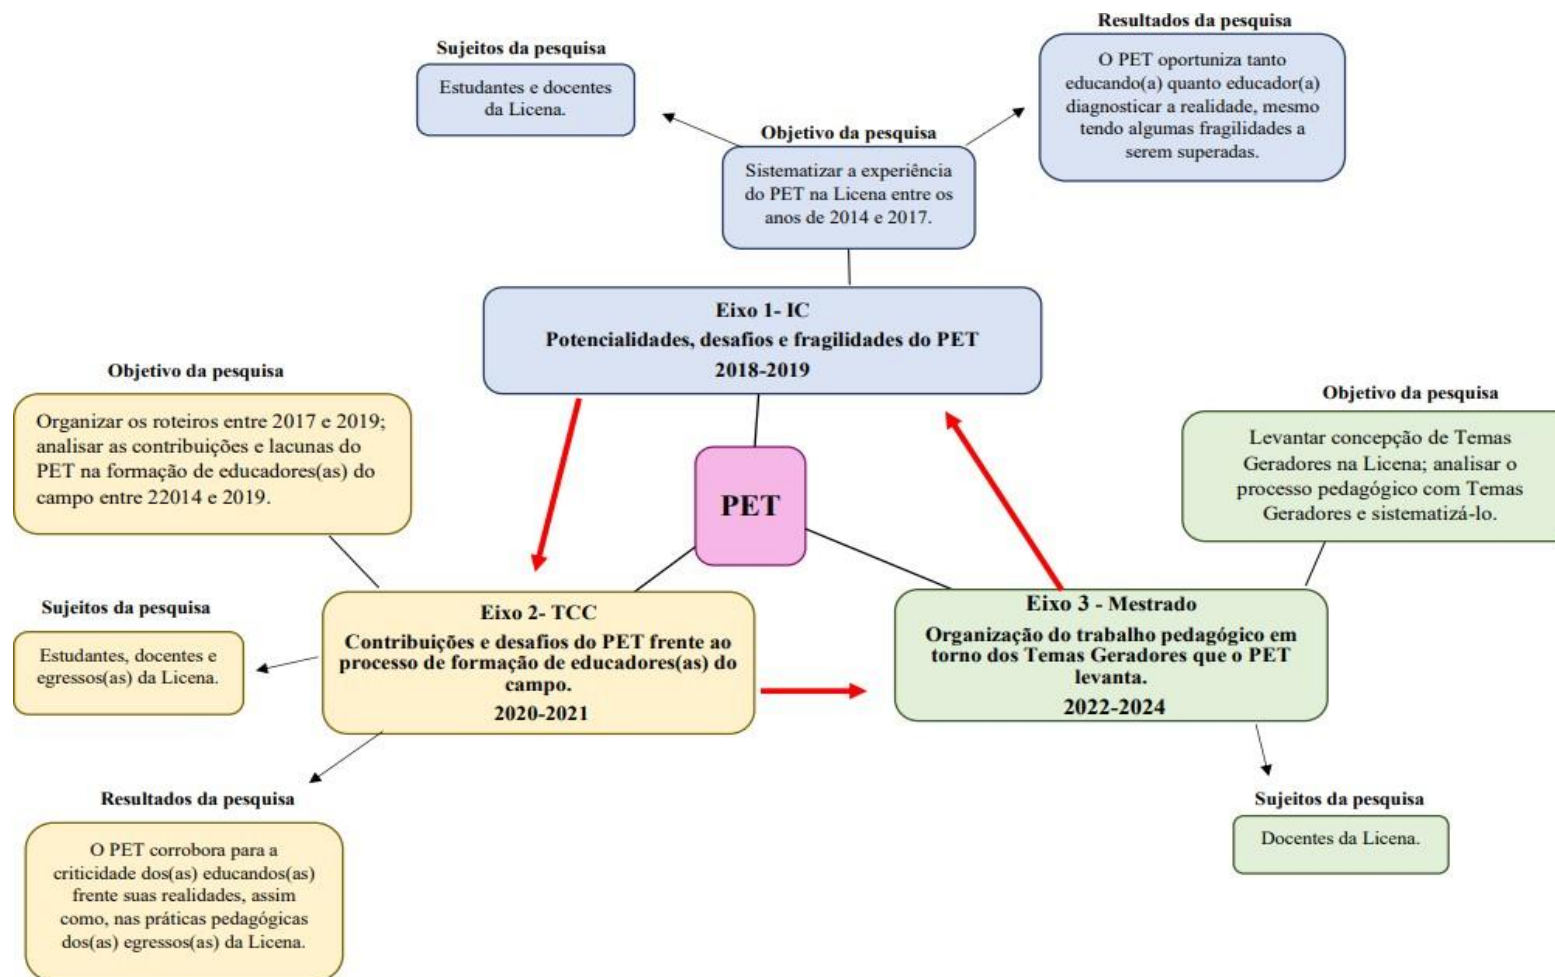 Resultados da pesquisa
O PET oportuniza tanto
educando(a) quanto educador(a)
diagnosticar a realidade, mesmo
tendo algumas fragilidades a
serem superadas.
Sujeitos da pesquisa
Estudantes e docentes
da Licena.
Objetivo da pesquisa
Sistematizar a experiência
do PET na Licena entre os
anos de 2014 e 2017.
Eixo 1- IC
Potencialidades, desafios e fragilidades do PET
2018-2019
Objetivo da pesquisa
Organizar os roteiros entre 2017 e 2019;
analisar as contribuições e lacunas do
PET na formação de educadores(as) do
campo entre 22014 e 2019.
PET
Objetivo da pesquisa
Levantar concepção de Temas
Geradores na Licena; analisar o
processo pedagógico com Temas
Geradores e sistematizá-lo.
Sujeitos da pesquisa
Estudantes, docentes e
egressos(as) da Licena.
Eixo 2- TCC
Contribuições e desafios do PET frente ao
processo de formação de educadores(as) do
campo.
2020-2021
Eixo 3 - Mestrado
Organização do trabalho pedagógico em
torno dos Temas Geradores que o PET
levanta.
2022-2024
Resultados da pesquisa
O PET corrobora para a
criticidade dos(as) educandos(as)
frente suas realidades, assim
como, nas práticas pedagógicas
dos(as) egressos(as) da Licena.
Sujeitos da pesquisa
Docentes da Licena.